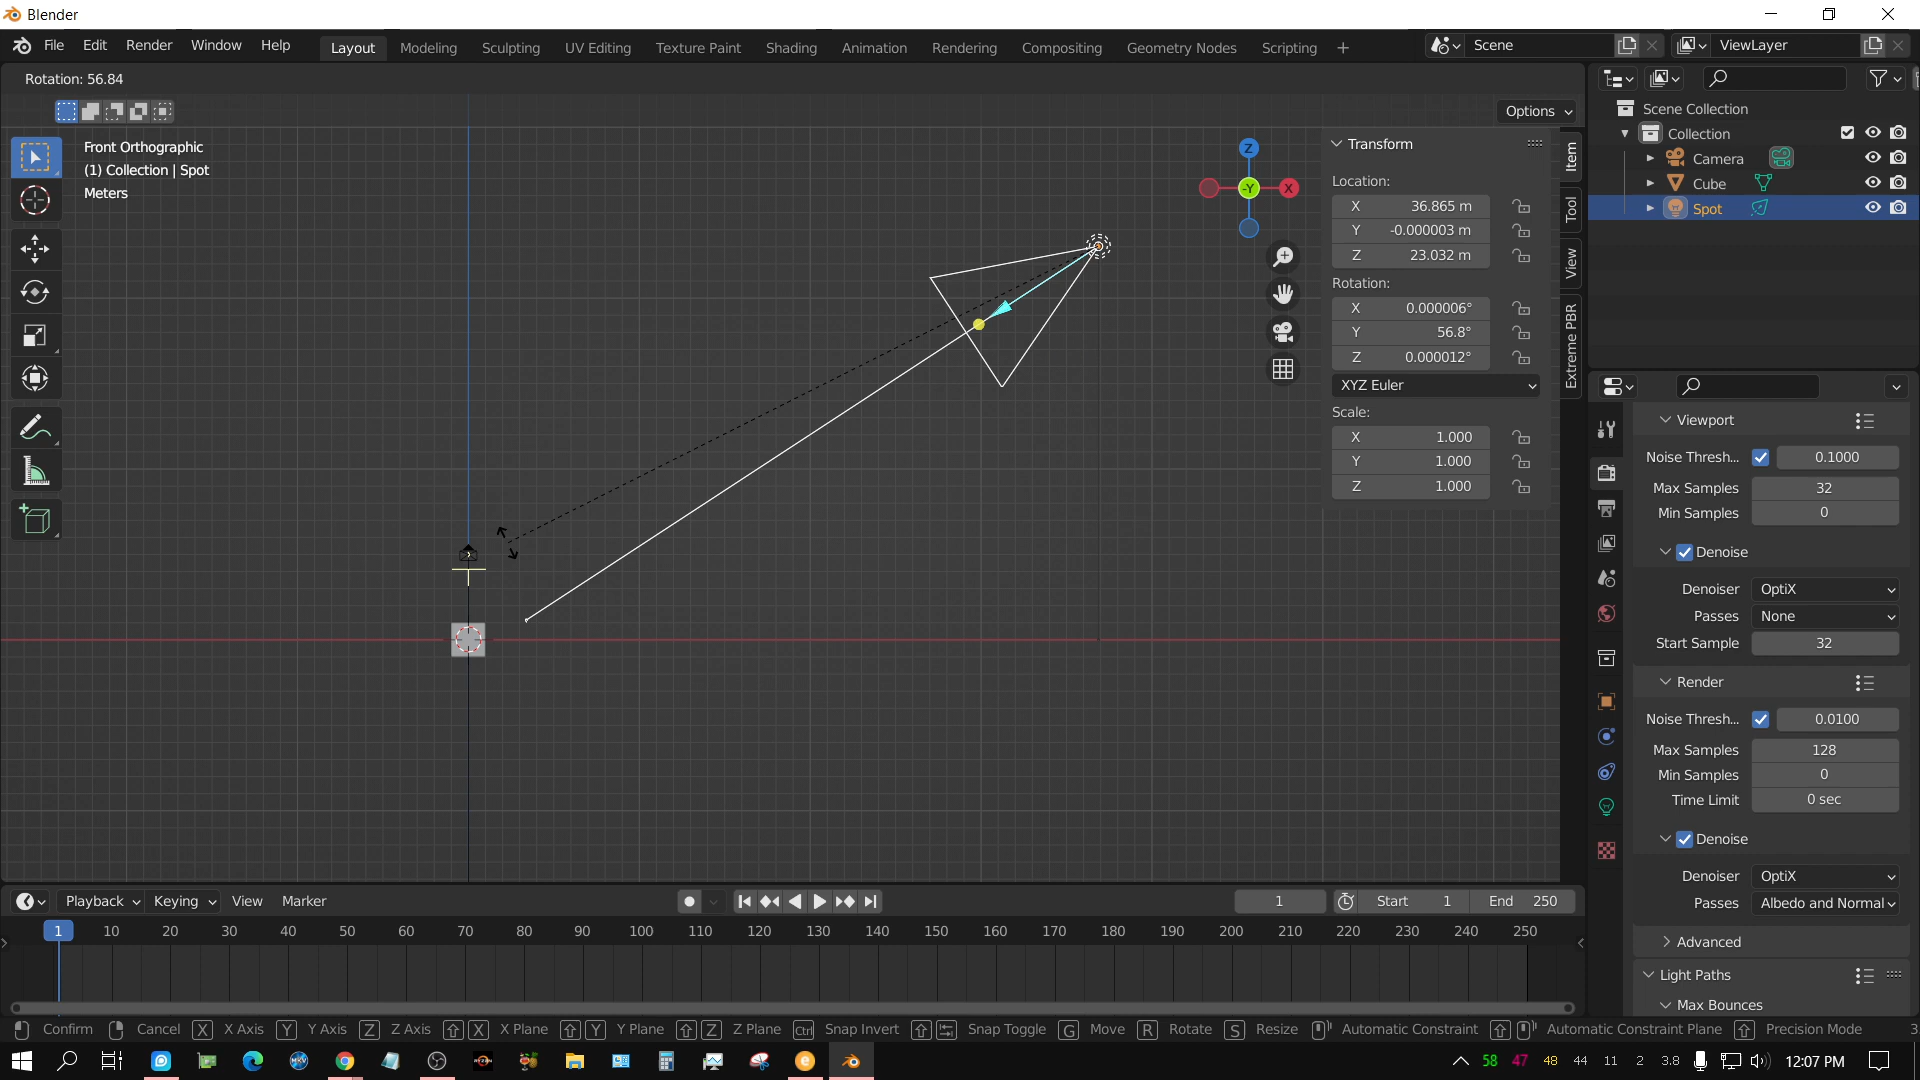 Blender
File Edit Render Window Help Layout Modeling Sculpting UV Editing Texture Paint Shading Animation Rendering Compositing Geometry Nodes Scripting + Scene ViewLayer
Rotation: 56.84
Options
Front Orthographic
(1) Collection | Spot
Meters
Z
-Y
X
Transform
Location:
X 36.865 m
Y -0.000003 m
Z 23.032 m
Rotation:
X 0.000006°
Y 56.8°
Z 0.000012°
XYZ Euler
Scale:
X 1.000
Y 1.000
Z 1.000
Item
Tool
View
Extreme PBR
Scene Collection
Collection
Camera
Cube
Spot
Viewport
Noise Thresh... 0.1000
Max Samples 32
Min Samples 0
Denoise
Denoiser OptiX
Passes None
Start Sample 32
Render
Noise Thresh... 0.0100
Max Samples 128
Min Samples 0
Time Limit 0 sec
Denoise
Denoiser OptiX
Passes Albedo and Normal
Advanced
Light Paths
Max Bounces
Playback Keying View Marker 1 Start 1 End 250
1 10 20 30 40 50 60 70 80 90 100 110 120 130 140 150 160 170 180 190 200 210 220 230 240 250
Confirm Cancel X X Axis Y Y Axis Z Z Axis X X Plane Y Y Plane Z Z Plane Ctrl Snap Invert Snap Toggle G Move R Rotate S Resize Automatic Constraint Automatic Constraint Plane Precision Mode 3.
58 47 48 44 11 2 3.8 12:07 PM